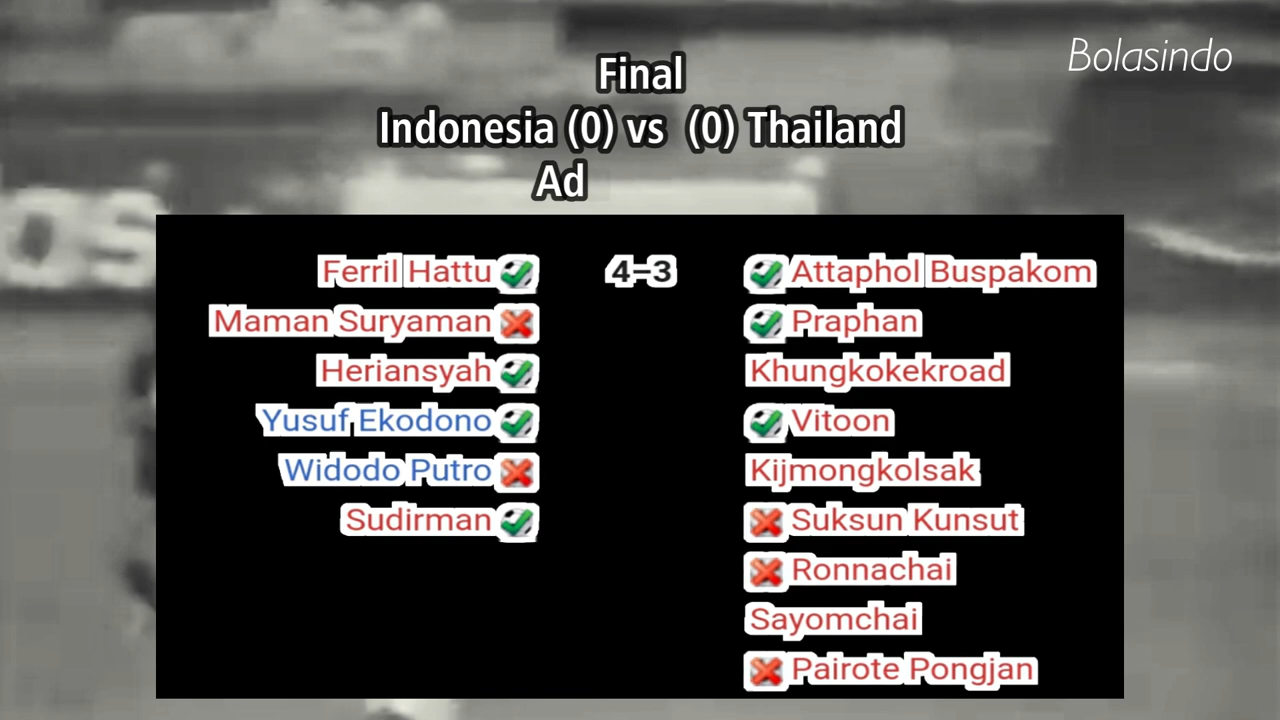 Bolasindo
Final
Indonesia (0) vs (0) Thailand
Ad
Ferril Hattu 4–3 Attaphol Buspakom
Maman Suryaman Praphan
Heriansyah Khungkokekroad
Yusuf Ekodono Vitoon
Widodo Putro Kijmongkolsak
Sudirman Suksun Kunsut
Ronnachai
Sayomchai
Pairote Pongjan